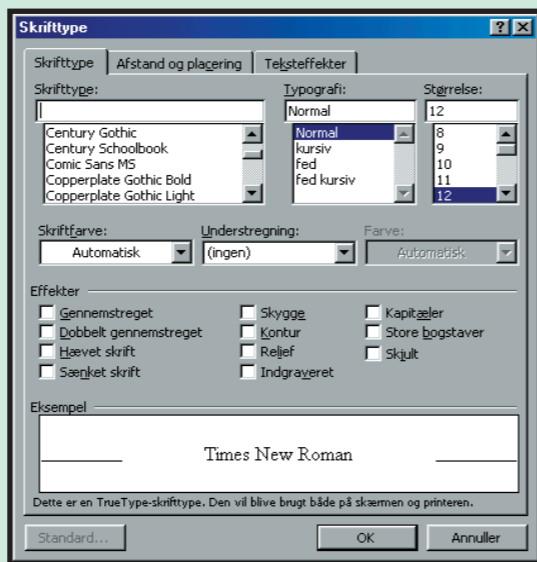 Skrifttype
Skrifttype Afstand og placering Teksteffekter
Skrifttype: Typografi: Størrelse:
Normal 12
Century Gothic Normal 8
Century Schoolbook kursiv 9
Comic Sans MS fed 10
Copperplate Gothic Bold fed kursiv 11
Copperplate Gothic Light 12
Skriftfarve: Understregning: Farve:
Automatisk (ingen) Automatisk
Effekter
Gennemstreget Skygge Kapitæler
Dobbelt gennemstreget Kontur Store bogstaver
Hævet skrift Relief Skjult
Sænket skrift Indgraveret
Eksempel
Times New Roman
Dette er en TrueType-skrifttype. Den vil blive brugt både på skærmen og printeren.
Standard... OK Annuller